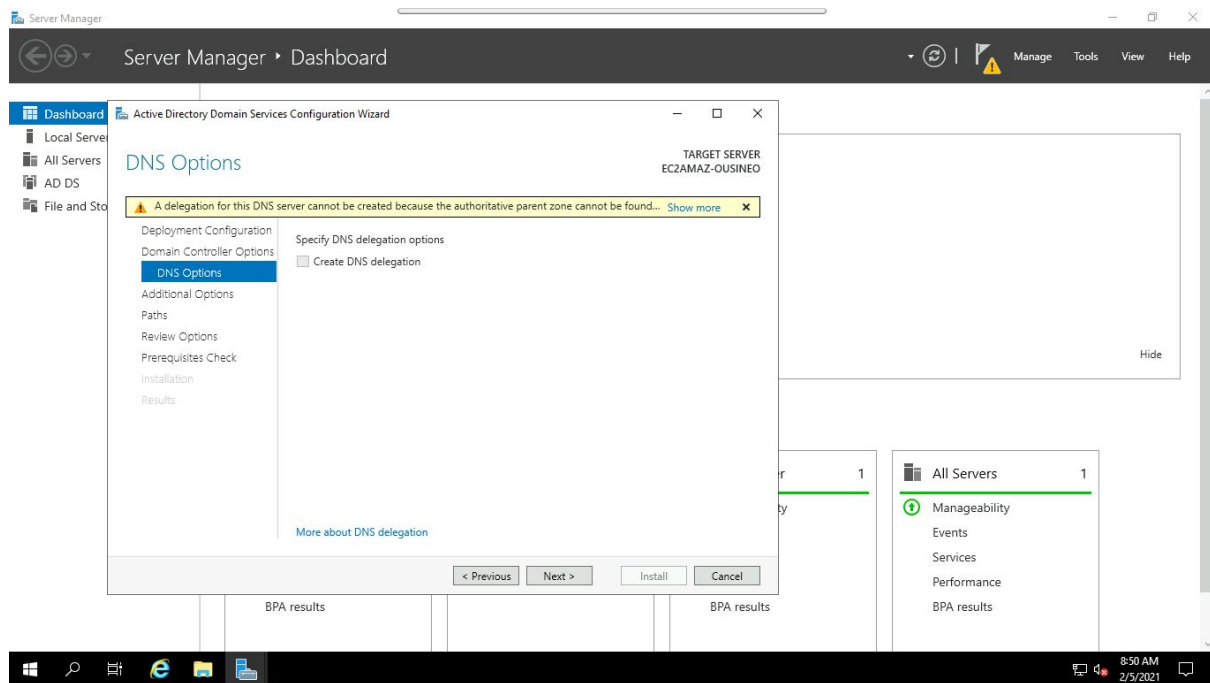 Server Manager
Server Manager ‣ Dashboard
Manage Tools View Help
Dashboard
Local Server
All Servers
AD DS
File and Sto
Active Directory Domain Services Configuration Wizard
DNS Options
TARGET SERVER
EC2AMAZ-OUSINEO
A delegation for this DNS server cannot be created because the authoritative parent zone cannot be found... Show more
Deployment Configuration
Domain Controller Options
DNS Options
Additional Options
Paths
Review Options
Prerequisites Check
Installation
Results
Specify DNS delegation options
Create DNS delegation
More about DNS delegation
< Previous Next > Install Cancel
Hide
BPA results
r 1
ty
BPA results
All Servers 1
Manageability
Events
Services
Performance
BPA results
8:50 AM
2/5/2021